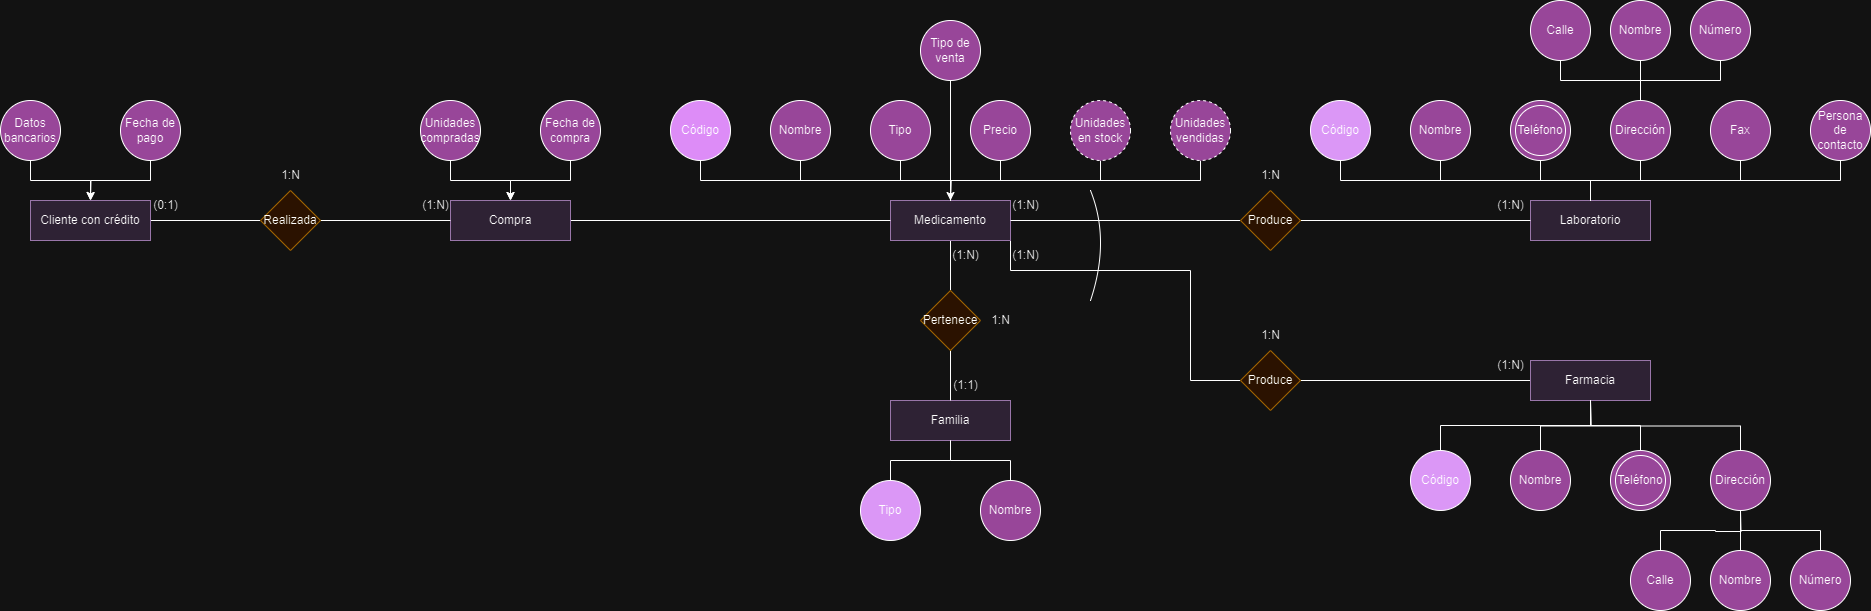 Calle
Nombre
Número
Tipo de
venta
Datos
bancarios
Fecha de
pago
Unidades
compradas
Fecha de
compra
Código
Nombre
Tipo
Precio
Unidades
en stock
Unidades
vendidas
Código
Nombre
Teléfono
Dirección
Fax
Persona
de
contacto
1:N
1:N
Cliente con crédito
(0:1)
Realizada
(1:N)
Compra
Medicamento
(1:N)
Produce
(1:N)
Laboratorio
(1:N)
(1:N)
Pertenece
1:N
1:N
(1:1)
Produce
(1:N)
Farmacia
Familia
Tipo
Nombre
Código
Nombre
Teléfono
Dirección
Calle
Nombre
Número